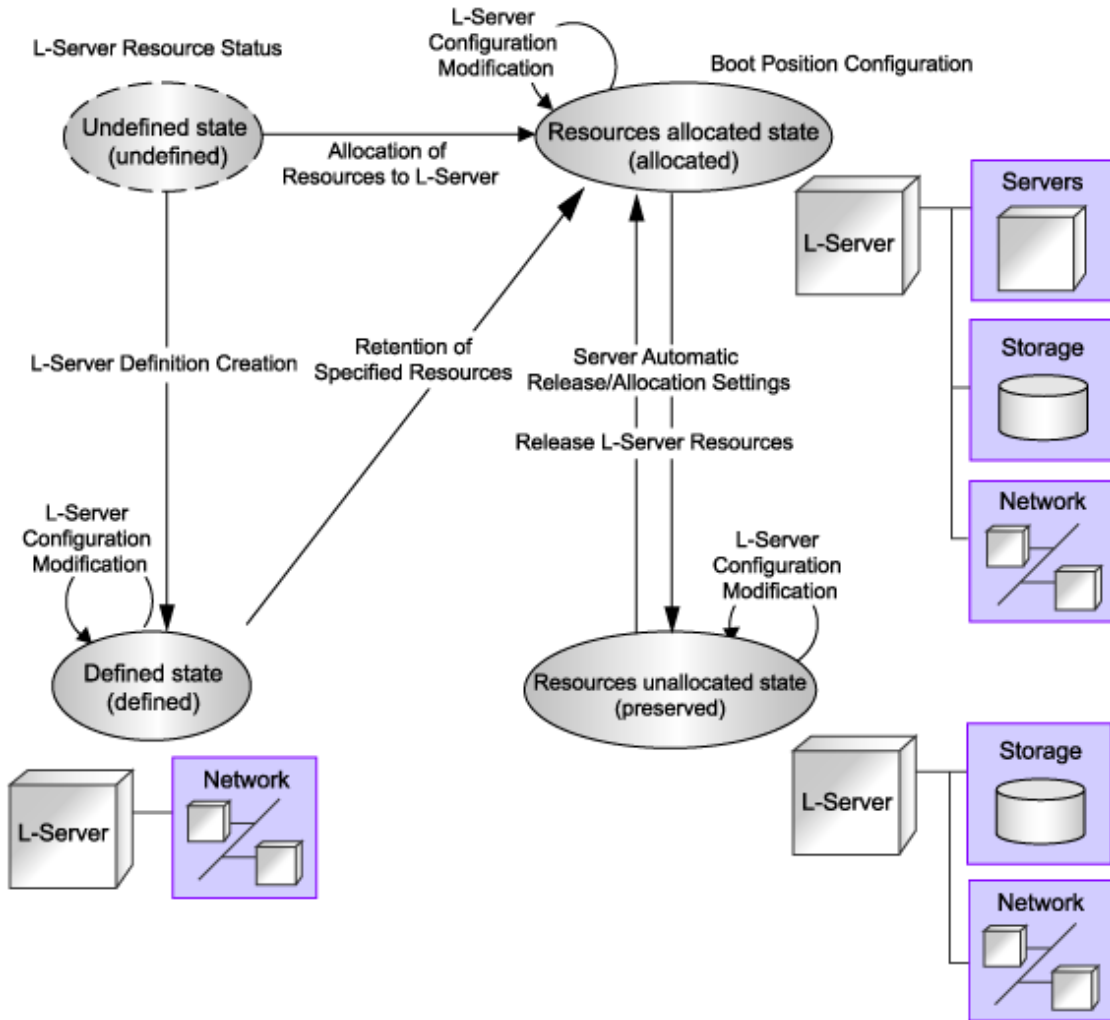 L-Server Resource Status
L-Server
Configuration
Modification
Boot Position Configuration
Undefined state
(undefined)
Resources allocated state
(allocated)
Allocation of
Resources to L-Server
Servers
L-Server
Storage
Network
L-Server Definition Creation
Retention of
Specified Resources
Server Automatic
Release/Allocation Settings
Release L-Server Resources
L-Server
Configuration
Modification
L-Server
Configuration
Modification
Defined state
(defined)
Resources unallocated state
(preserved)
L-Server
Network
L-Server
Storage
Network